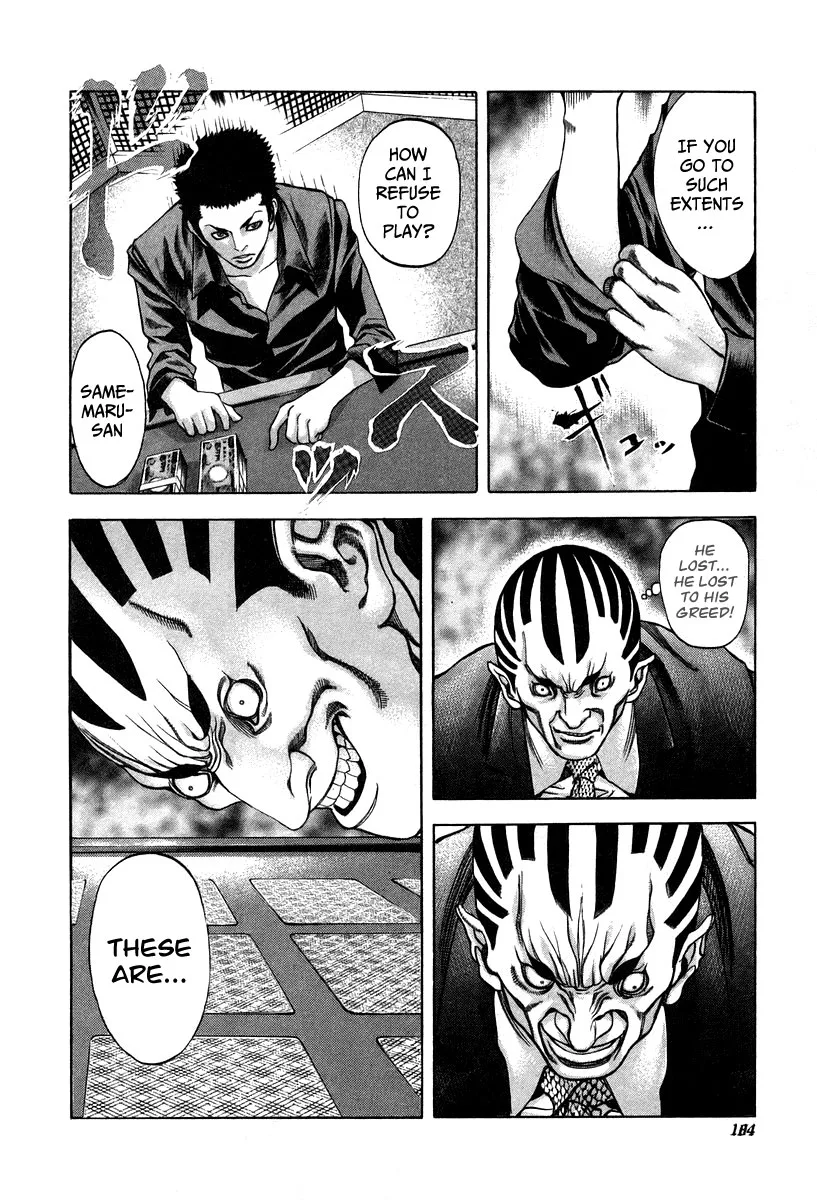 IF YOU
GO TO
SUCH
EXTENTS
...
ギュッ
HOW
CAN I
REFUSE
TO
PLAY?
SAME-
MARU-
SAN
HE
LOST...
HE LOST
TO HIS
GREED!
THESE
ARE...